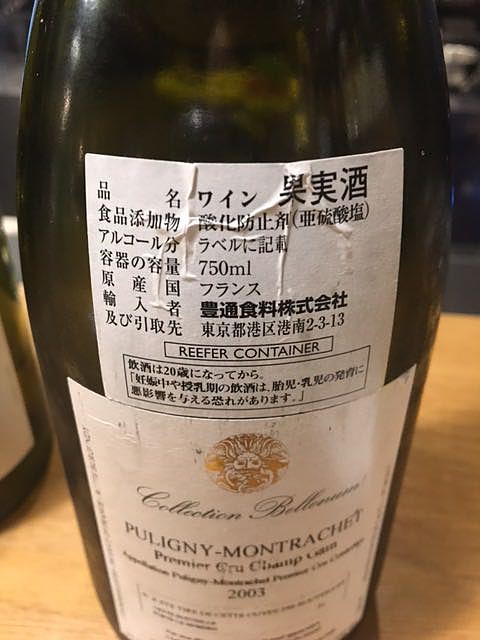 品 名 ワイン 果実酒
食品添加物 酸化防止剤(亜硫酸塩)
アルコール分 ラベルに記載
容器の容量 750ml
原産国 フランス
輸入者 豊通食料株式会社
及び引取先 東京都港区港南2-3-13
REEFER CONTAINER
飲酒は20歳になってから。
「妊娠中や授乳期の飲酒は、胎児・乳児の発育に
悪影響を与える恐れがあります。」
Collection Bellenum
PULIGNY-MONTRACHET
Premier Cru Champ Gain
Appellation Puligny-Montrachet Premier Cru Contrôlée
2003